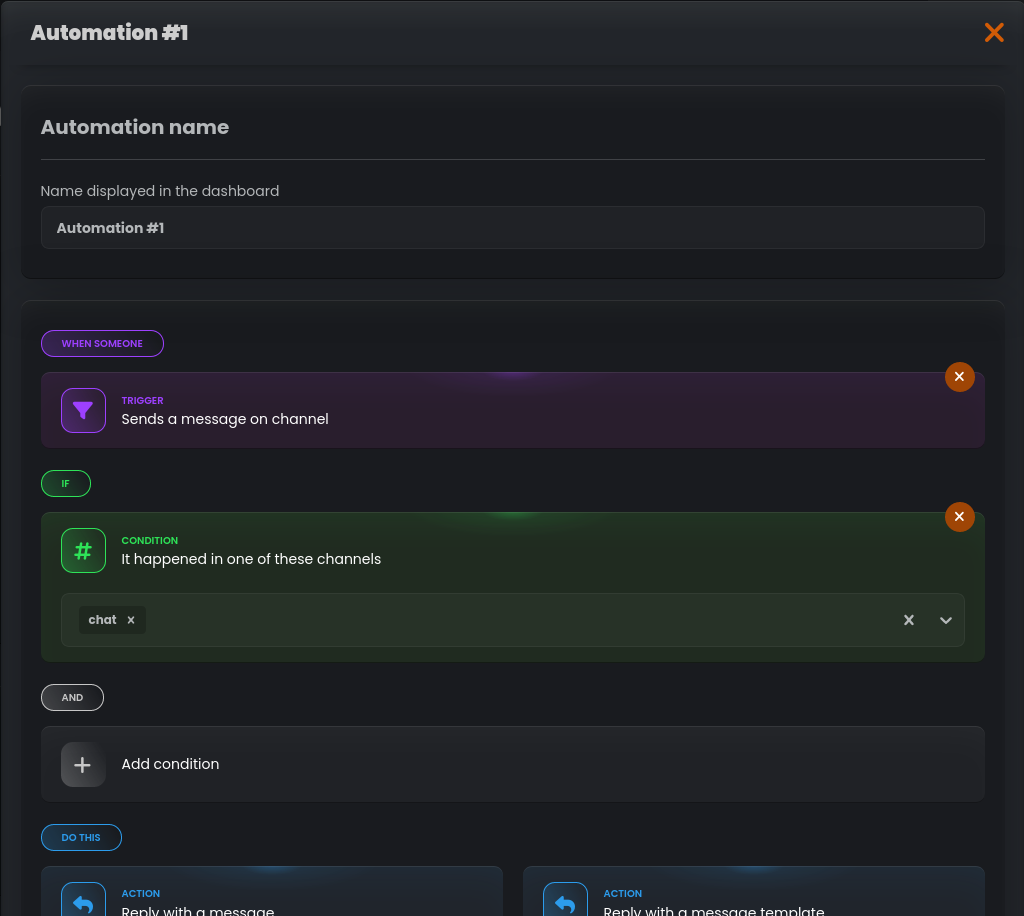 Automation #1
Automation name
Name displayed in the dashboard
Automation #1
WHEN SOMEONE
TRIGGER
Sends a message on channel
IF
CONDITION
It happened in one of these channels
chat
AND
Add condition
DO THIS
ACTION
Reply with a message
ACTION
Reply with a message template